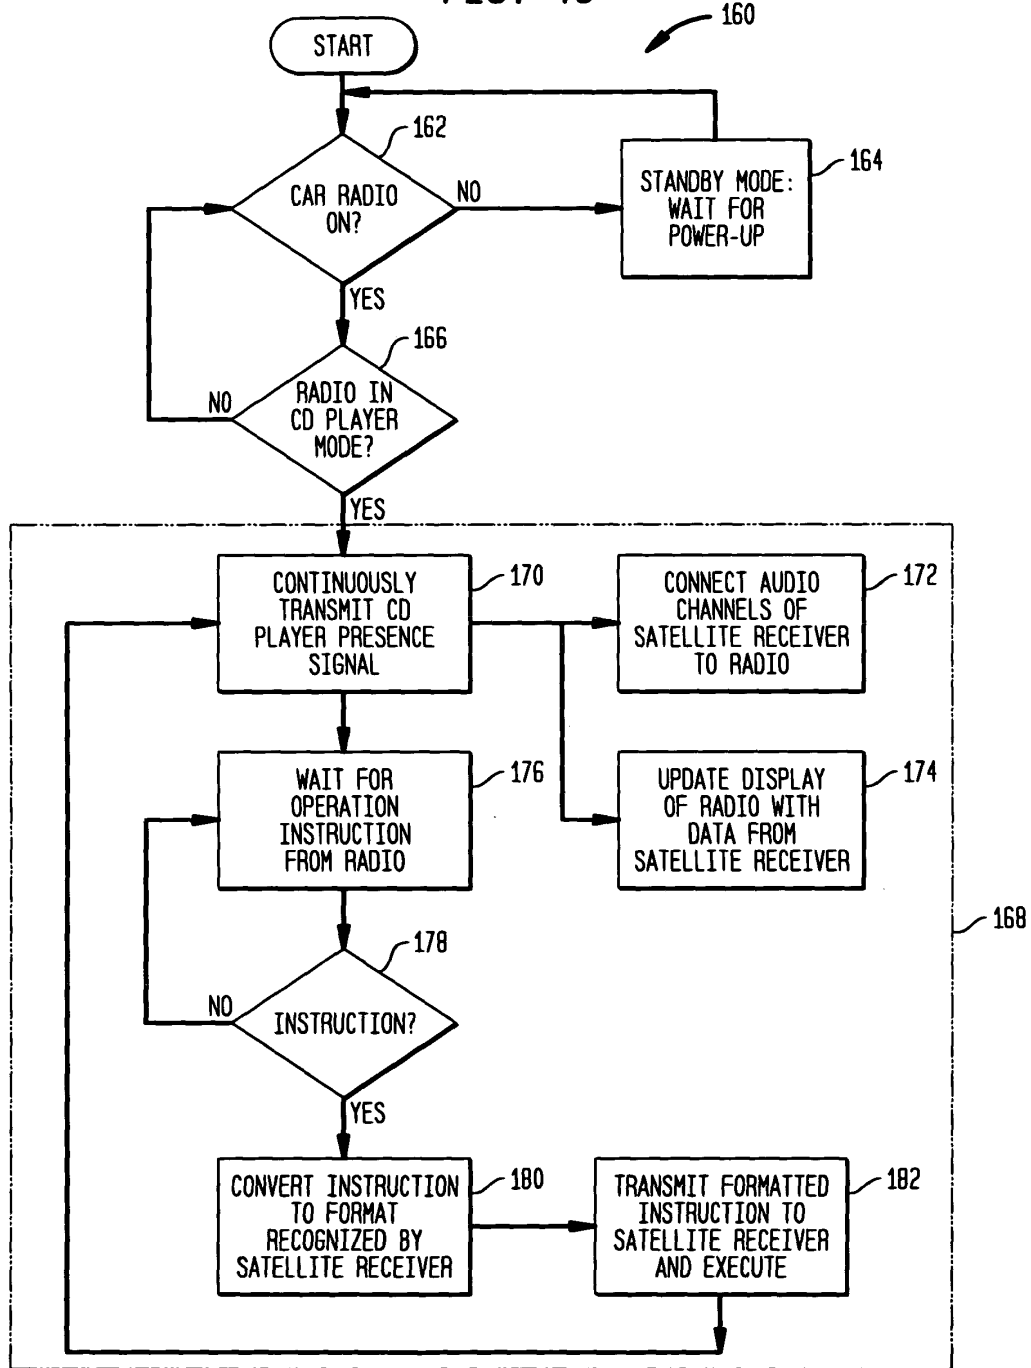 160
START
162
CAR RADIO
ON?
NO
164
STANDBY MODE:
WAIT FOR
POWER-UP
YES
166
RADIO IN
CD PLAYER
MODE?
NO
YES
170
CONTINUOUSLY
TRANSMIT CD
PLAYER PRESENCE
SIGNAL
172
CONNECT AUDIO
CHANNELS OF
SATELLITE RECEIVER
TO RADIO
176
WAIT FOR
OPERATION
INSTRUCTION
FROM RADIO
174
UPDATE DISPLAY
OF RADIO WITH
DATA FROM
SATELLITE RECEIVER
168
178
INSTRUCTION?
NO
YES
180
CONVERT INSTRUCTION
TO FORMAT
RECOGNIZED BY
SATELLITE RECEIVER
182
TRANSMIT FORMATTED
INSTRUCTION TO
SATELLITE RECEIVER
AND EXECUTE